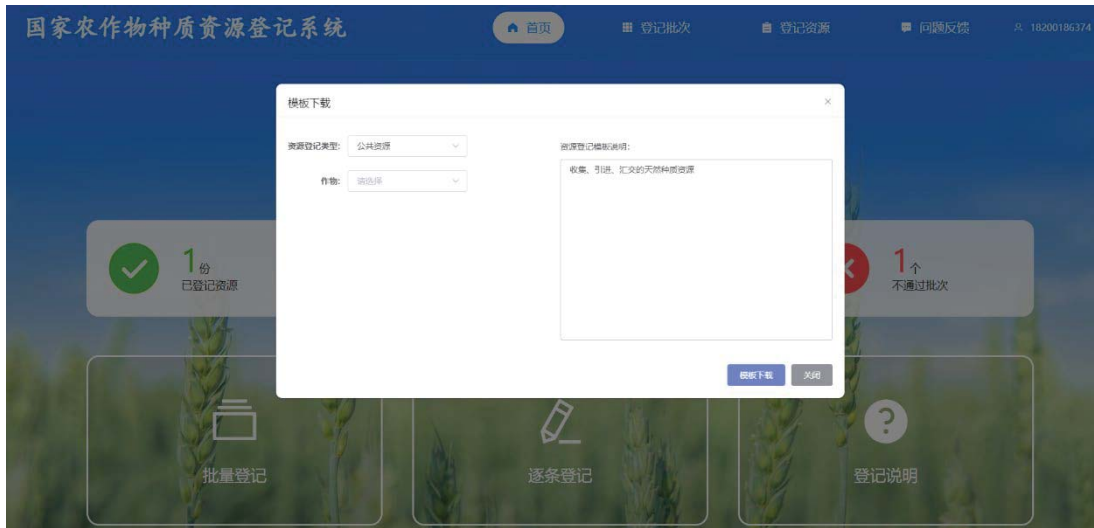 国家农作物种质资源登记系统
首页
登记批次
登记资源
问题反馈
18200186374
模板下载
×
资源登记类型:
公共资源
资源登记模板说明:
收集、引进、汇交的天然种质资源
作物:
请选择
1份
已登记资源
1个
不通过批次
模板下载
关闭
批量登记
逐条登记
?
登记说明